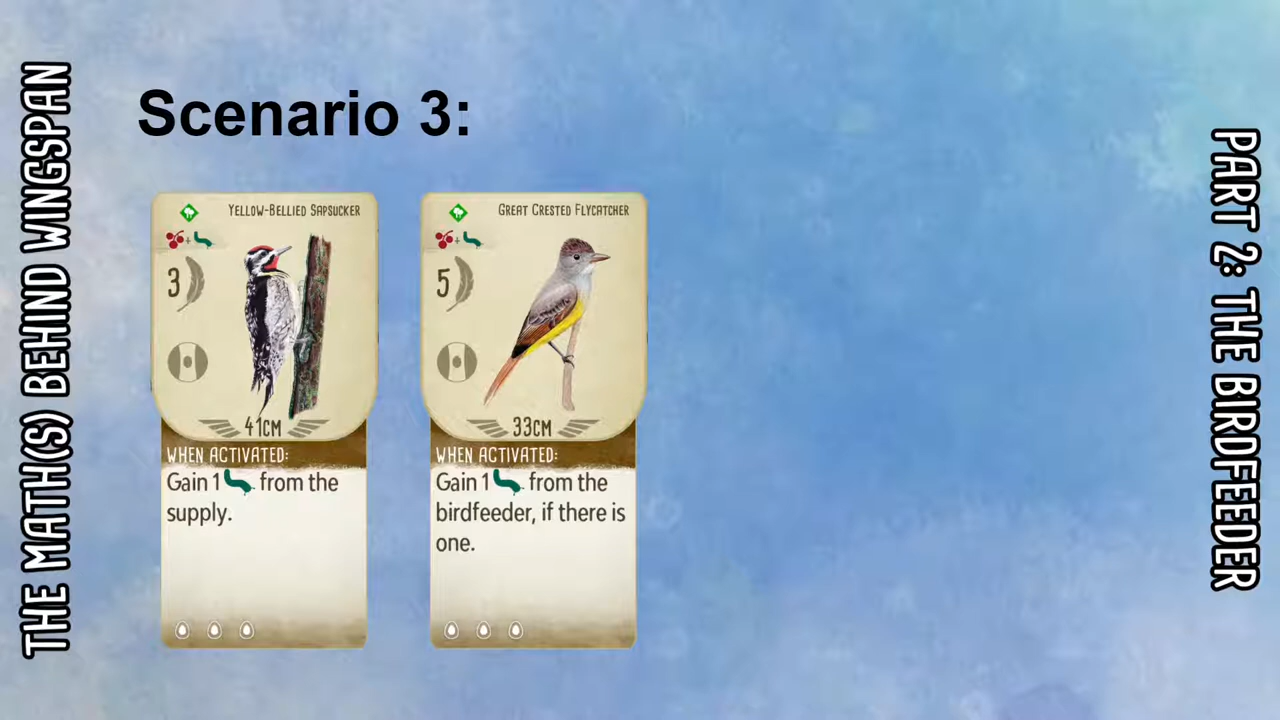 THE MATH(S) BEHIND WINGSPAN
Scenario 3:
YELLOW-BELLIED SAPSUCKER
3
41CM
WHEN ACTIVATED:
Gain 1 from the
supply.
GREAT CRESTED FLYCATCHER
5
33CM
WHEN ACTIVATED:
Gain 1 from the
birdfeeder, if there is
one.
PART 2: THE BIRDFEEDER